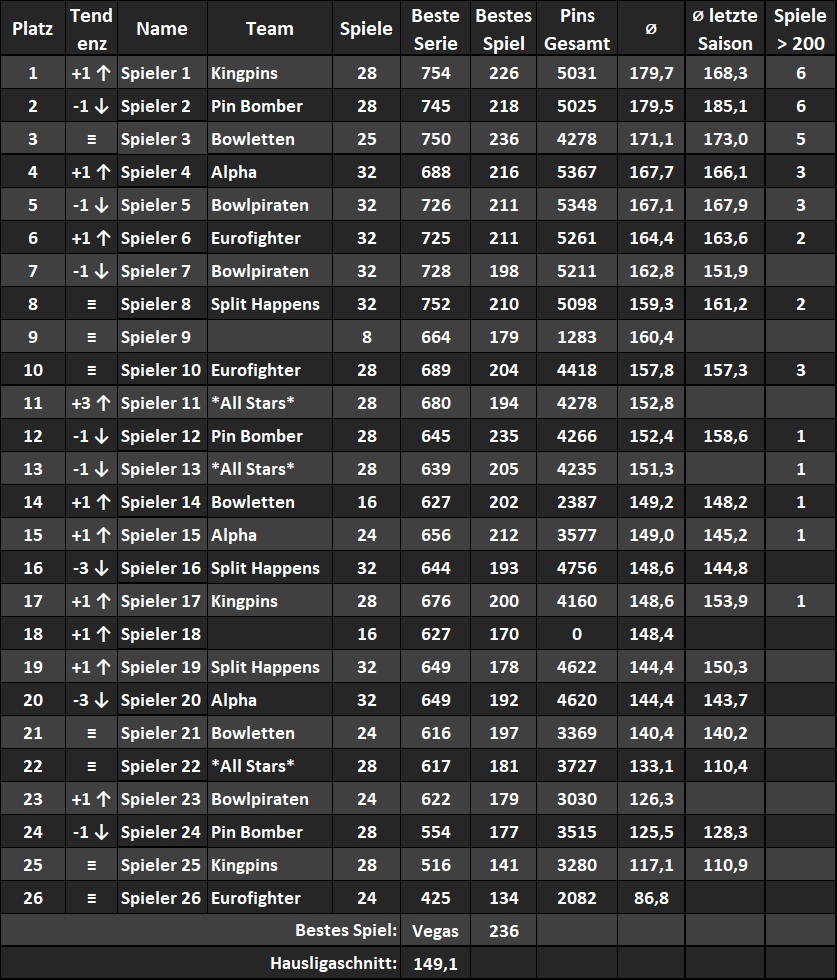 Platz Tend enz Name Team Spiele Beste Serie Bestes Spiel Pins Gesamt ø ø letzte Saison Spiele > 200
1 +1 ↑ Spieler 1 Kingpins 28 754 226 5031 179,7 168,3 6
2 -1 ↓ Spieler 2 Pin Bomber 28 745 218 5025 179,5 185,1 6
3 ≡ Spieler 3 Bowletten 25 750 236 4278 171,1 173,0 5
4 +1 ↑ Spieler 4 Alpha 32 688 216 5367 167,7 166,1 3
5 -1 ↓ Spieler 5 Bowlpiraten 32 726 211 5348 167,1 167,9 3
6 +1 ↑ Spieler 6 Eurofighter 32 725 211 5261 164,4 163,6 2
7 -1 ↓ Spieler 7 Bowlpiraten 32 728 198 5211 162,8 151,9
8 ≡ Spieler 8 Split Happens 32 752 210 5098 159,3 161,2 2
9 ≡ Spieler 9 8 664 179 1283 160,4
10 ≡ Spieler 10 Eurofighter 28 689 204 4418 157,8 157,3 3
11 +3 ↑ Spieler 11 *All Stars* 28 680 194 4278 152,8
12 -1 ↓ Spieler 12 Pin Bomber 28 645 235 4266 152,4 158,6 1
13 -1 ↓ Spieler 13 *All Stars* 28 639 205 4235 151,3 1
14 +1 ↑ Spieler 14 Bowletten 16 627 202 2387 149,2 148,2 1
15 +1 ↑ Spieler 15 Alpha 24 656 212 3577 149,0 145,2 1
16 -3 ↓ Spieler 16 Split Happens 32 644 193 4756 148,6 144,8
17 +1 ↑ Spieler 17 Kingpins 28 676 200 4160 148,6 153,9 1
18 +1 ↑ Spieler 18 16 627 170 0 148,4
19 +1 ↑ Spieler 19 Split Happens 32 649 178 4622 144,4 150,3
20 -3 ↓ Spieler 20 Alpha 32 649 192 4620 144,4 143,7
21 ≡ Spieler 21 Bowletten 24 616 197 3369 140,4 140,2
22 ≡ Spieler 22 *All Stars* 28 617 181 3727 133,1 110,4
23 +1 ↑ Spieler 23 Bowlpiraten 24 622 179 3030 126,3
24 -1 ↓ Spieler 24 Pin Bomber 28 554 177 3515 125,5 128,3
25 ≡ Spieler 25 Kingpins 28 516 141 3280 117,1 110,9
26 ≡ Spieler 26 Eurofighter 24 425 134 2082 86,8
Bestes Spiel: Vegas 236
Hausligaschnitt: 149,1